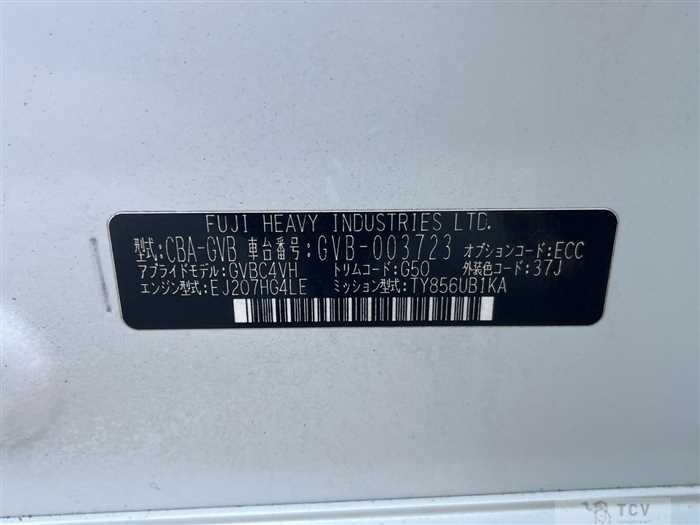 FUJI HEAVY INDUSTRIES LTD.
型式:CBA-GVB 車台番号:GVB-003723 オプションコード:ECC
アプライドモデル:GVBC4VH トリムコード:G50 外装色コード:37J
エンジン型式:EJ207HG4LE ミッション型式:TY856UB1KA
TCV